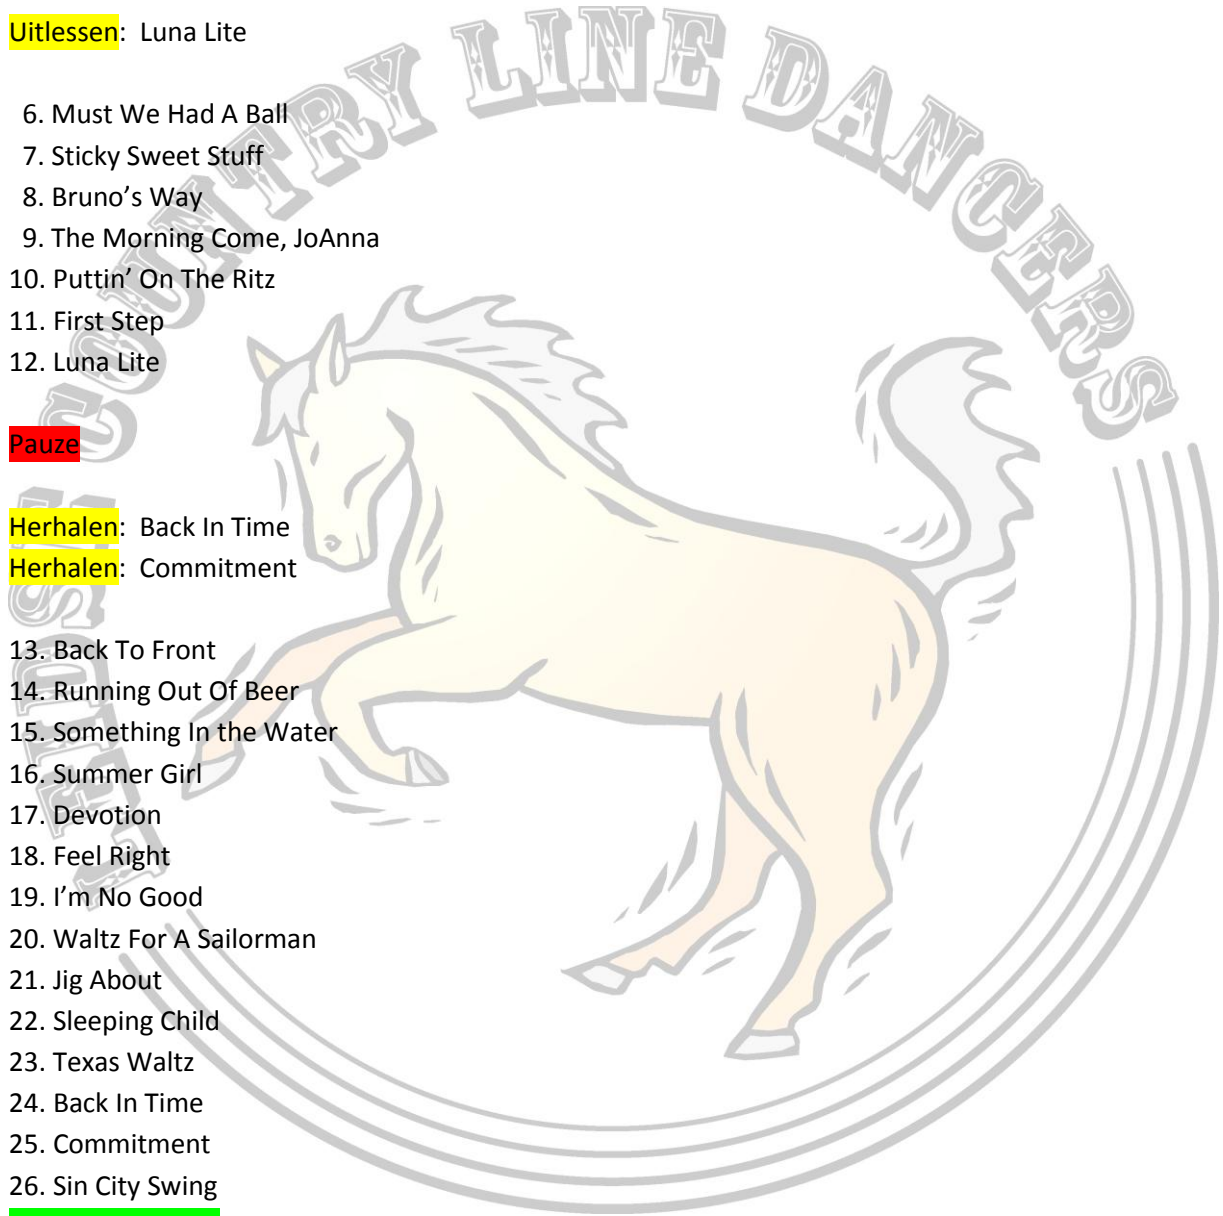 Uitlessen: Luna Lite
6. Must We Had A Ball
7. Sticky Sweet Stuff
8. Bruno’s Way
9. The Morning Come, JoAnna
10. Puttin’ On The Ritz
11. First Step
12. Luna Lite
Pauze
Herhalen: Back In Time
Herhalen: Commitment
13. Back To Front
14. Running Out Of Beer
15. Something In the Water
16. Summer Girl
17. Devotion
18. Feel Right
19. I’m No Good
20. Waltz For A Sailorman
21. Jig About
22. Sleeping Child
23. Texas Waltz
24. Back In Time
25. Commitment
26. Sin City Swing
COUNTRY LINE DANCERS